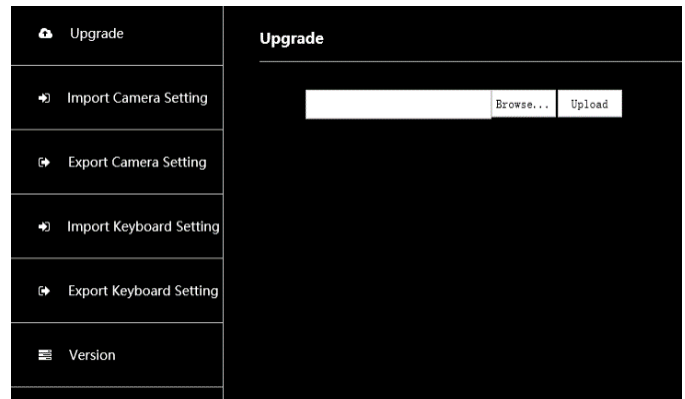 Upgrade
Import Camera Setting
Export Camera Setting
Import Keyboard Setting
Export Keyboard Setting
Version
Upgrade
Browse... Upload